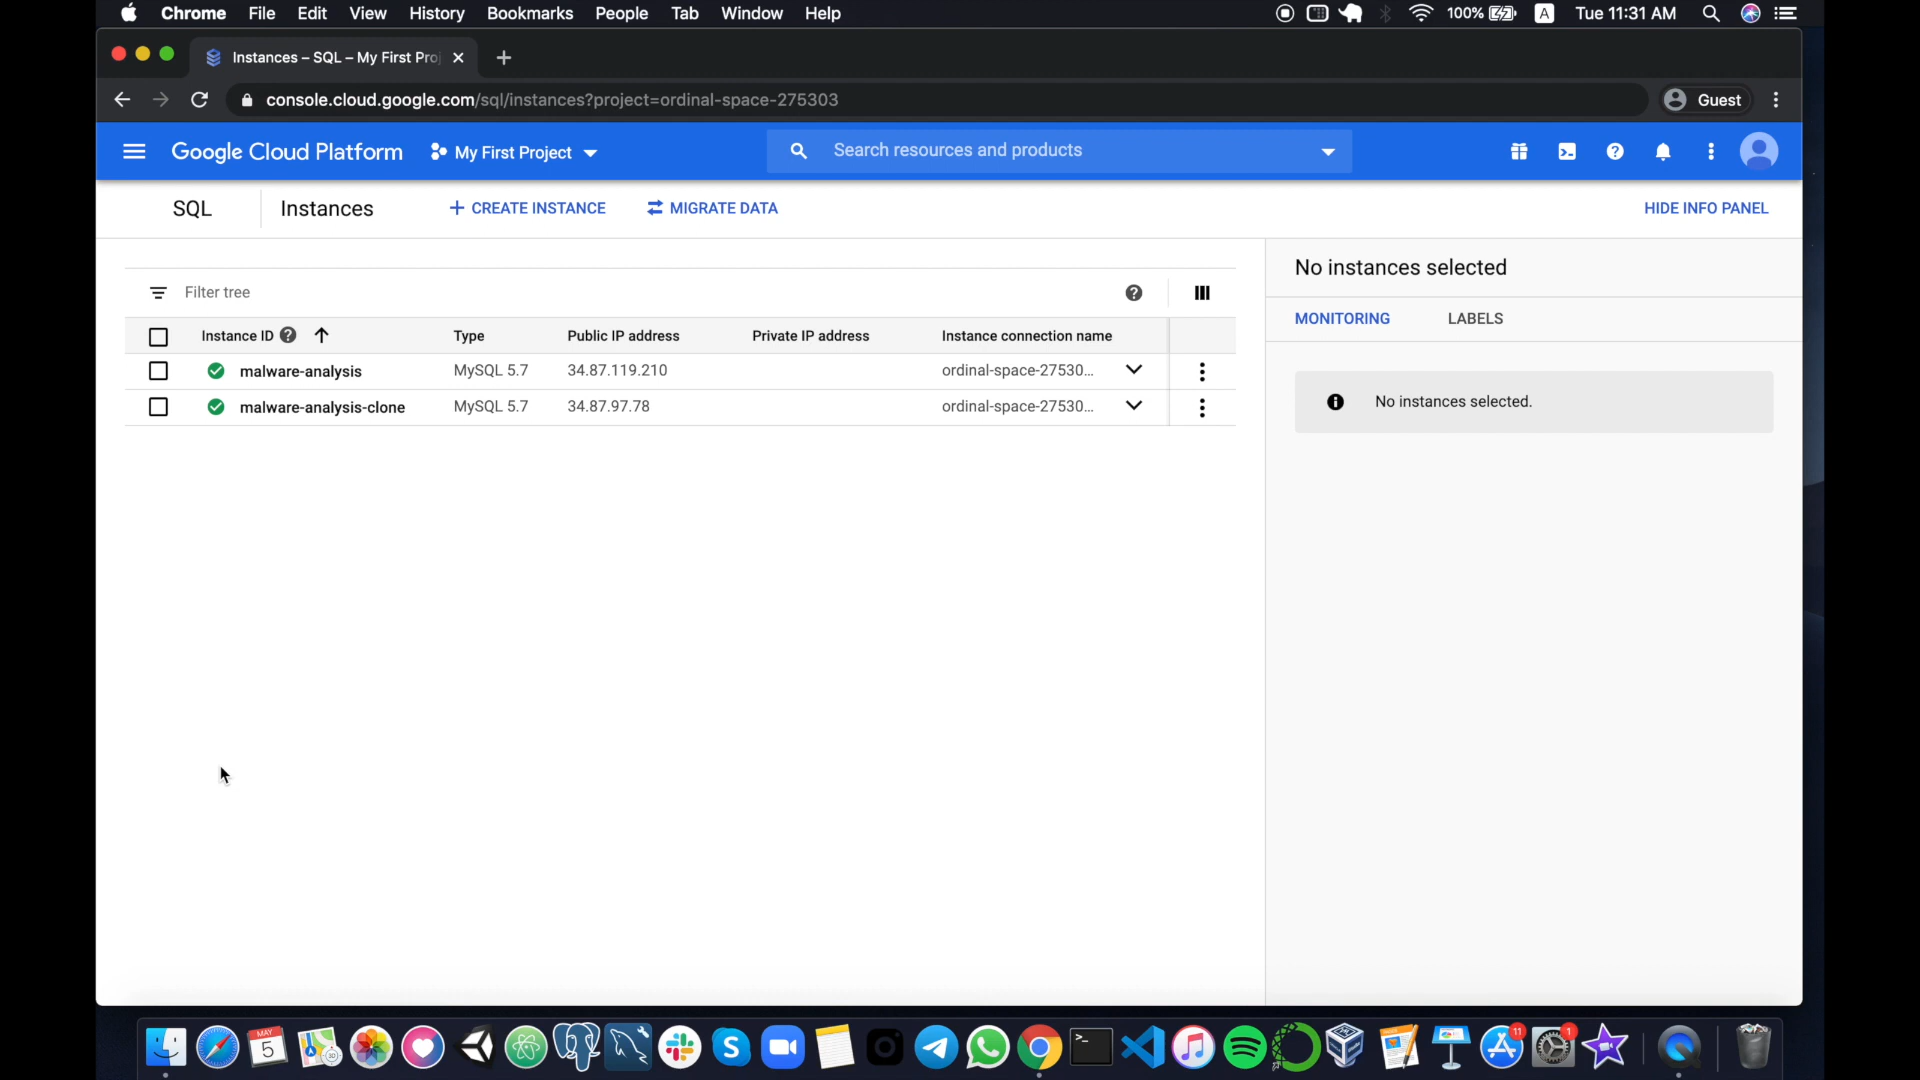 Chrome File Edit View History Bookmarks People Tab Window Help 100% A Tue 11:31 AM
Instances – SQL – My First Pro
console.cloud.google.com/sql/instances?project=ordinal-space-275303 Guest
Google Cloud Platform My First Project Search resources and products
SQL Instances CREATE INSTANCE MIGRATE DATA HIDE INFO PANEL
No instances selected
Filter tree
MONITORING LABELS
Instance ID Type Public IP address Private IP address Instance connection name
malware-analysis MySQL 5.7 34.87.119.210 ordinal-space-27530...
malware-analysis-clone MySQL 5.7 34.87.97.78 ordinal-space-27530...
No instances selected.
MAY
5
11
1